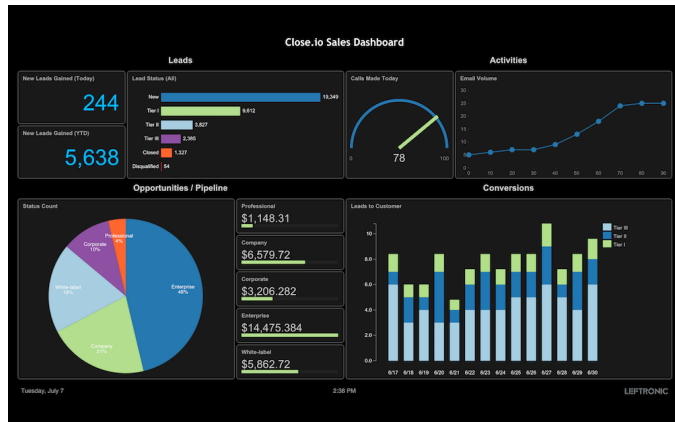 Close.io Sales Dashboard
Leads
Activities
New Leads Gained (Today)
244
New Leads Gained (YTD)
5,638
Lead Status (All)
New 19,349
Tier I 9,612
Tier II 3,827
Tier III 2,385
Closed 1,327
Disqualified 54
Calls Made Today
0 100
78
Email Volume
30
25
20
15
10
5
0
0 10 20 30 40 50 60 70 80 90
Opportunities / Pipeline
Conversions
Status Count
Professional
4%
Corporate
10%
White-label
Enterprise
Company
Professional
$1,148.31
Company
$6,579.72
Corporate
$3,206.282
Enterprise
$14,475.384
White-label
$5,862.72
Leads to Customer
Tier III
Tier II
Tier I
10
8.0
6.0
4.0
2.0
0.0
6/17 6/18 6/19 6/20 6/21 6/22 6/23 6/24 6/25 6/26 6/27 6/28 6/29 6/30
Tuesday, July 7
2:36 PM
LEFTRONIC